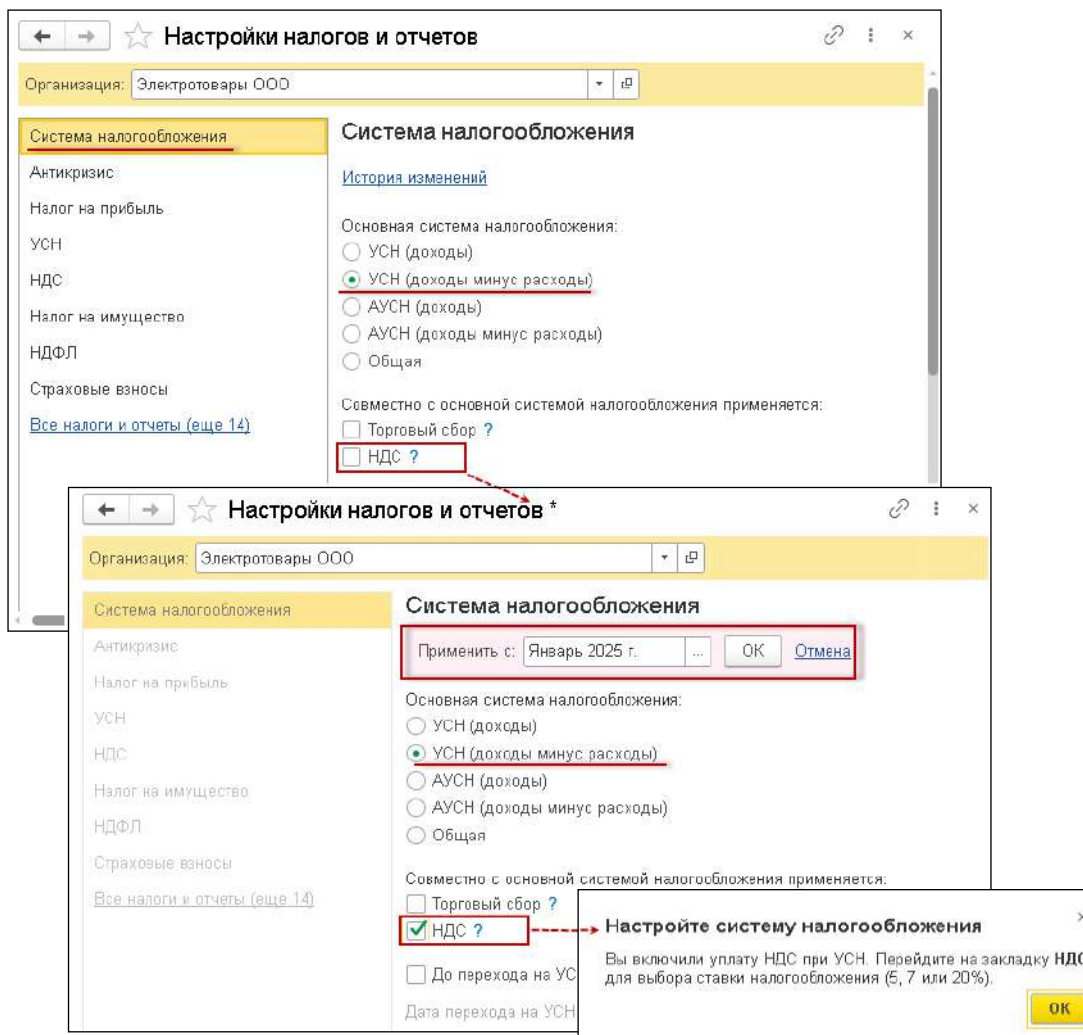 Настройки налогов и отчетов
Организация: Электротовары ООО
Система налогообложения
Антикризис
Налог на прибыль
УСН
НДС
Налог на имущество
НДФЛ
Страховые взносы
Все налоги и отчеты (еще 14)
Система налогообложения
История изменений
Основная система налогообложения:
УСН (доходы)
УСН (доходы минус расходы)
АУСН (доходы)
АУСН (доходы минус расходы)
Общая
Совместно с основной системой налогообложения применяется:
Торговый сбор ?
НДС ?
Настройки налогов и отчетов *
Организация: Электротовары ООО
Система налогообложения
Антикризис
Налог на прибыль
УСН
НДС
Налог на имущество
НДФЛ
Страховые взносы
Все налоги и отчеты (еще 14)
Система налогообложения
Применить с: Январь 2025 г. ... ОК Отмена
Основная система налогообложения:
УСН (доходы)
УСН (доходы минус расходы)
АУСН (доходы)
АУСН (доходы минус расходы)
Общая
Совместно с основной системой налогообложения применяется:
Торговый сбор ?
НДС ?
До перехода на УС
Дата перехода на УСН
Настройте систему налогообложения
Вы включили уплату НДС при УСН. Перейдите на закладку НДС
для выбора ставки налогообложения (5, 7 или 20%).
ОК